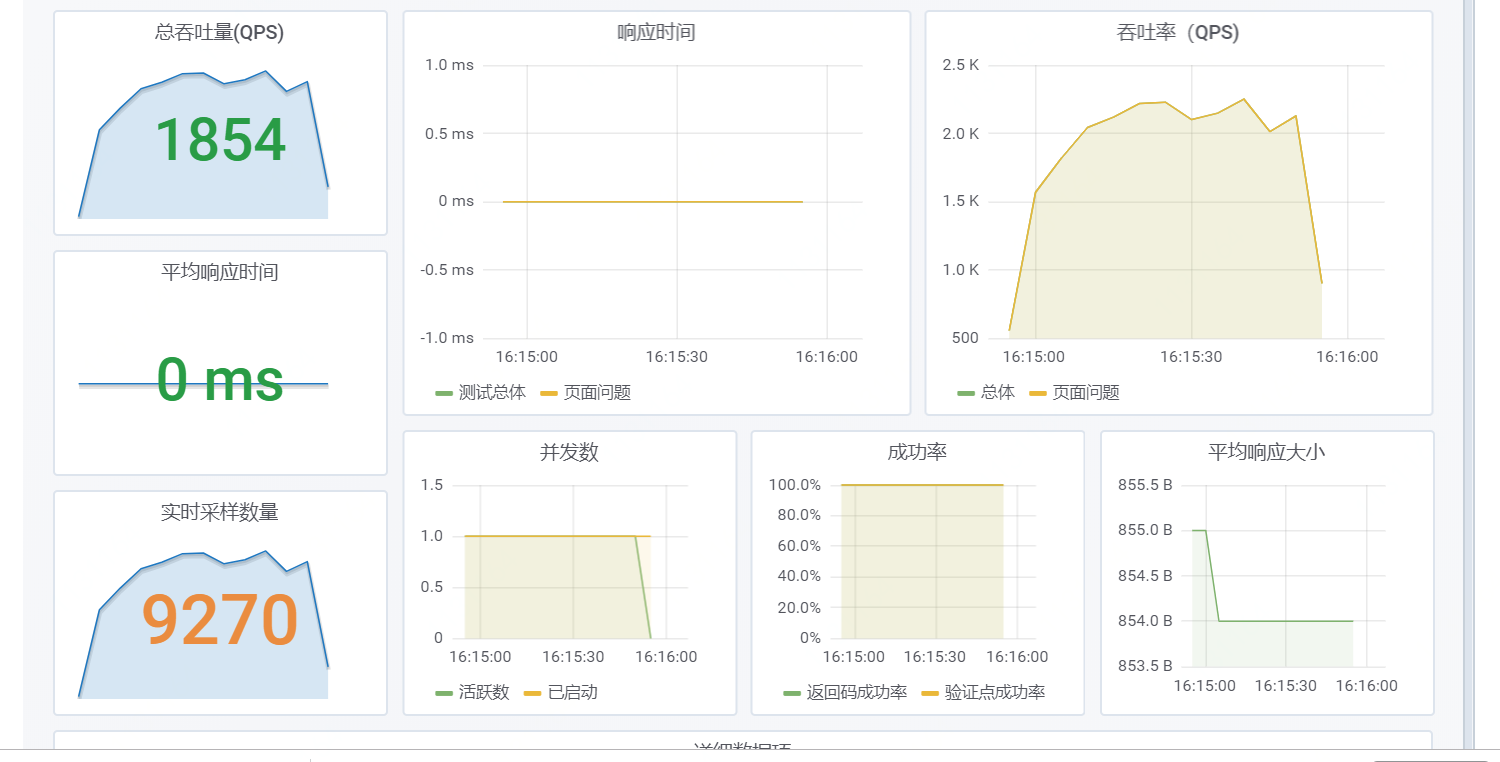 总吞吐量(QPS)
1854
平均响应时间
0 ms
实时采样数量
9270
响应时间
1.0 ms
0.5 ms
0 ms
-0.5 ms
-1.0 ms
16:15:00 16:15:30 16:16:00
测试总体 页面问题
吞吐率（QPS)
2.5 K
2.0 K
1.5 K
1.0 K
500
16:15:00 16:15:30 16:16:00
总体 页面问题
并发数
1.5
1.0
0.5
0
16:15:00 16:15:30 16:16:00
活跃数 已启动
成功率
100.0%
80.0%
60.0%
40.0%
20.0%
0%
16:15:00 16:15:30 16:16:00
返回码成功率 验证点成功率
平均响应大小
855.5 B
855.0 B
854.5 B
854.0 B
853.5 B
16:15:00 16:15:30 16:16:00